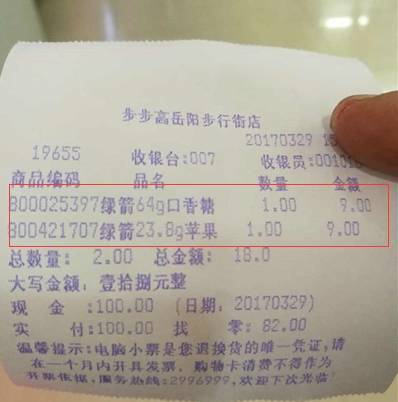 步步高岳阳步行街店
20170329 15
19655 收银台:007 收银员:001010
商品编码 品名 数量 金额
800025397绿箭64g口香糖 1.00 9.00
800421707绿箭23.8g苹果 1.00 9.00
总数量: 2.00 总金额: 18.0
大写金额: 壹拾捌元整
现 金:100.00 (日期: 20170329)
实 付:100.00 找 零: 82.00
温馨提示:电脑小票是您退换货的唯一凭证,请
在一个月内开具发票, 购物卡消费不得作为
开票依据,服务热线:2996999,欢迎下次光临!